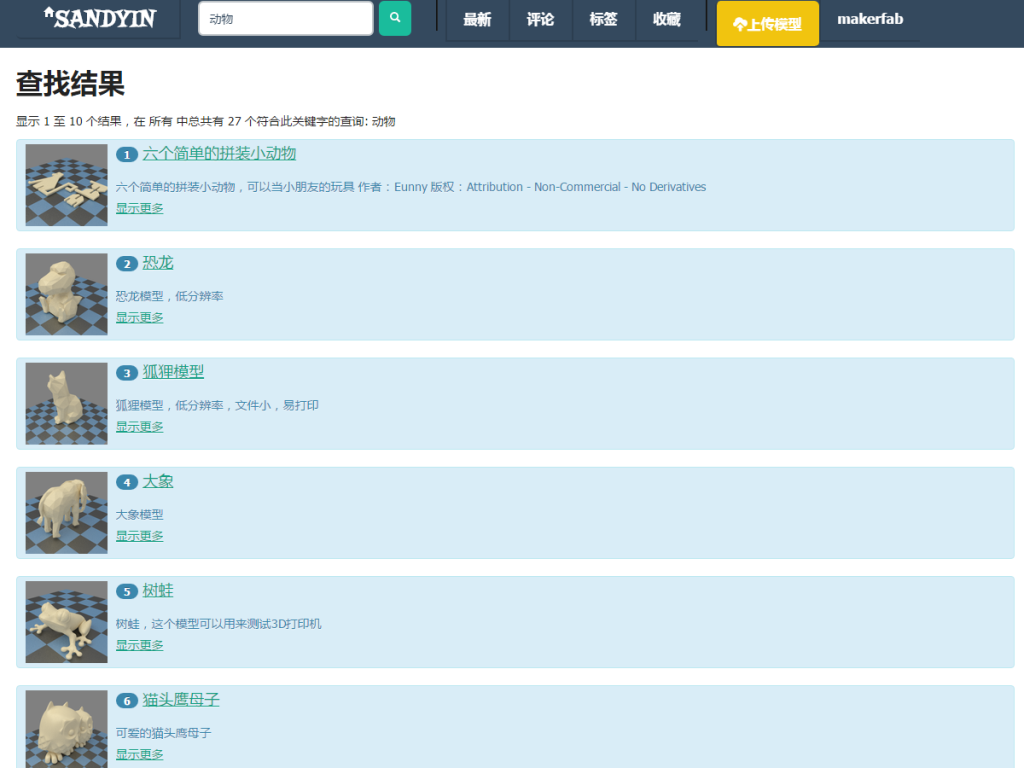 SANDYIN
动物
最新
评论
标签
收藏
上传模型
makerfab
查找结果
显示 1 至 10 个结果，在 所有 中总共有 27 个符合此关键字的查询: 动物
1 六个简单的拼装小动物
六个简单的拼装小动物，可以当小朋友的玩具 作者：Eunny 版权：Attribution - Non-Commercial - No Derivatives
显示更多
2 恐龙
恐龙模型，低分辨率
显示更多
3 狐狸模型
狐狸模型，低分辨率，文件小，易打印
显示更多
4 大象
大象模型
显示更多
5 树蛙
树蛙，这个模型可以用来测试3D打印机
显示更多
6 猫头鹰母子
可爱的猫头鹰母子
显示更多